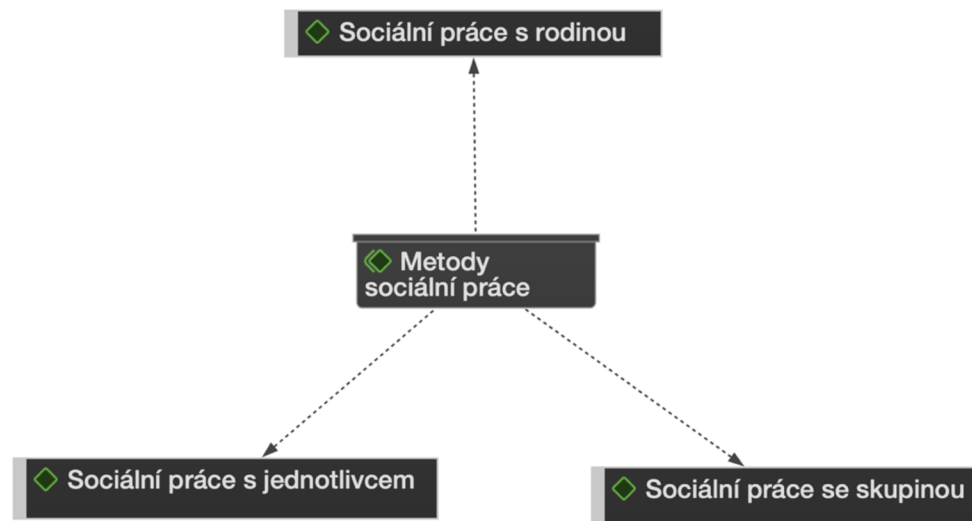 Sociální práce s rodinou
Metody
sociální práce
Sociální práce s jednotlivcem
Sociální práce se skupinou